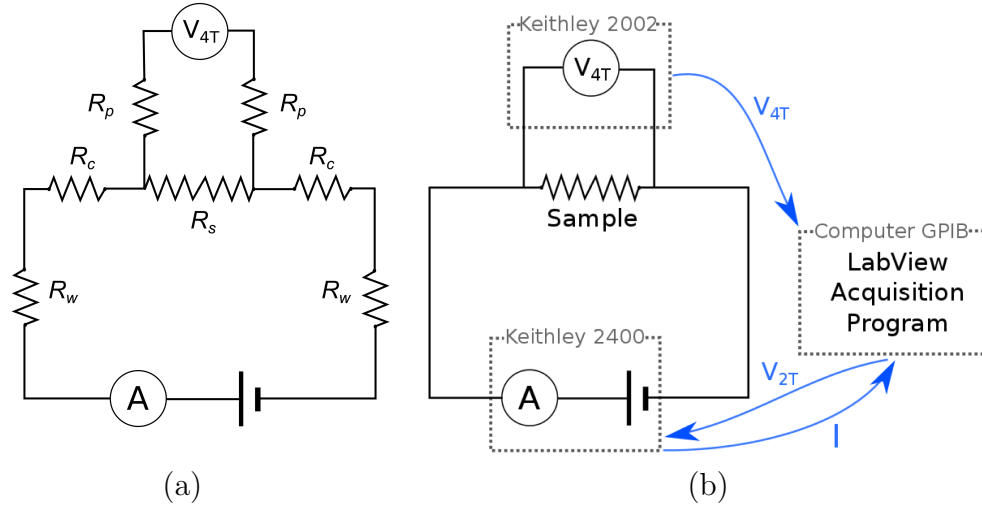 V4T
Rp
Rp
Rc
Rc
Rs
Rw
Rw
A
(a)
Keithley 2002
V4T
V4T
Sample
Computer GPIB
LabView
Acquisition
Program
Keithley 2400
A
V2T
I
(b)